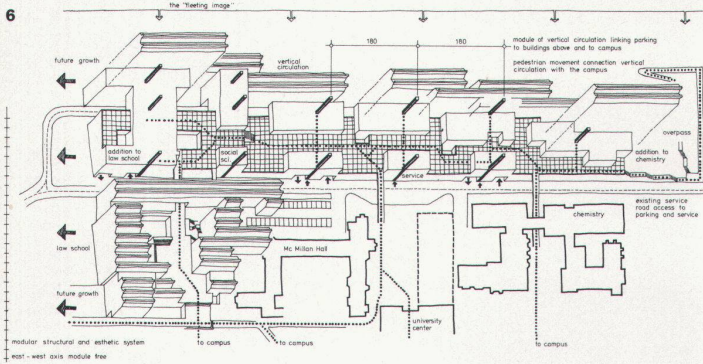 6
the "fleeting image"
180
160
module of vertical circulation linking parking
to buildings above and to campus
future growth
vertical
circulation
pedestrian movement connection vertical
circulation with the campus
overpass
addition to
law school
social
sci.
addition to
chemistry
service
existing service
road access to
parking and service
chemistry
law school
Mc Millan Hall
future growth
university
center
to campus
to campus
to campus
modular structural and esthetic system
east-west axis module free